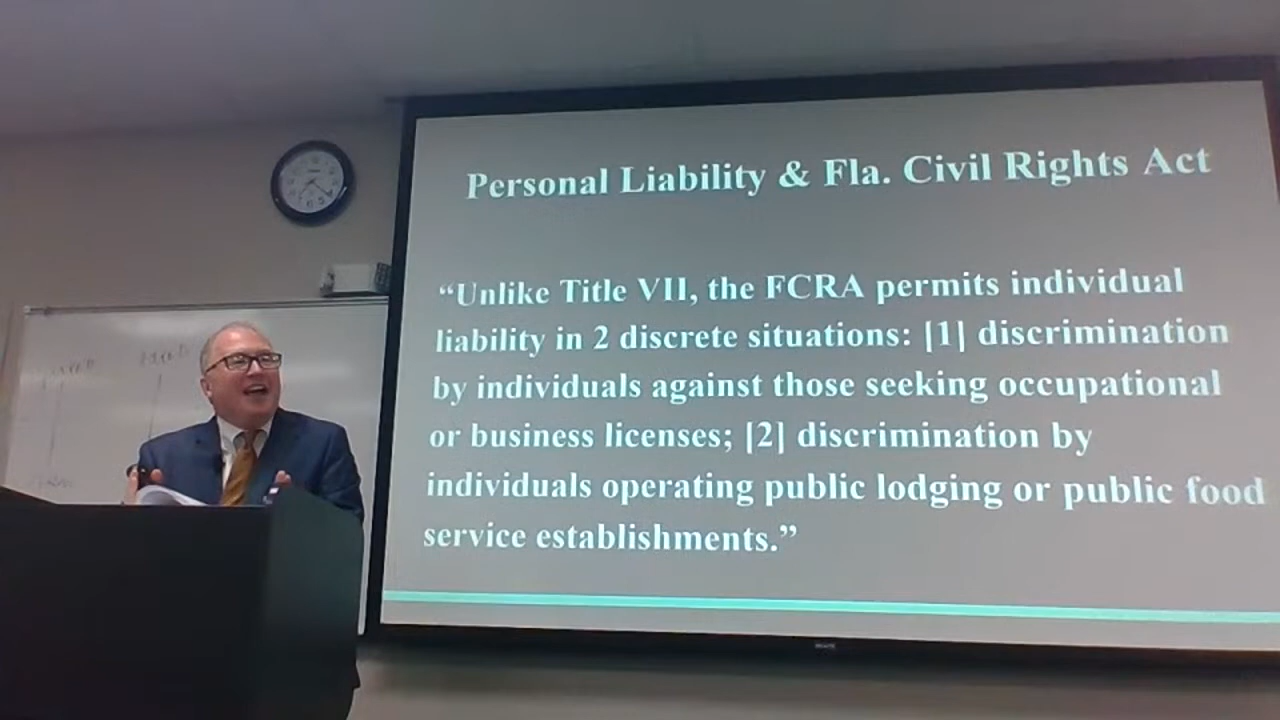 Personal Liability & Fla. Civil Rights Act
“Unlike Title VII, the FCRA permits individual
liability in 2 discrete situations: [1] discrimination
by individuals against those seeking occupational
or business licenses; [2] discrimination by
individuals operating public lodging or public food
service establishments.”